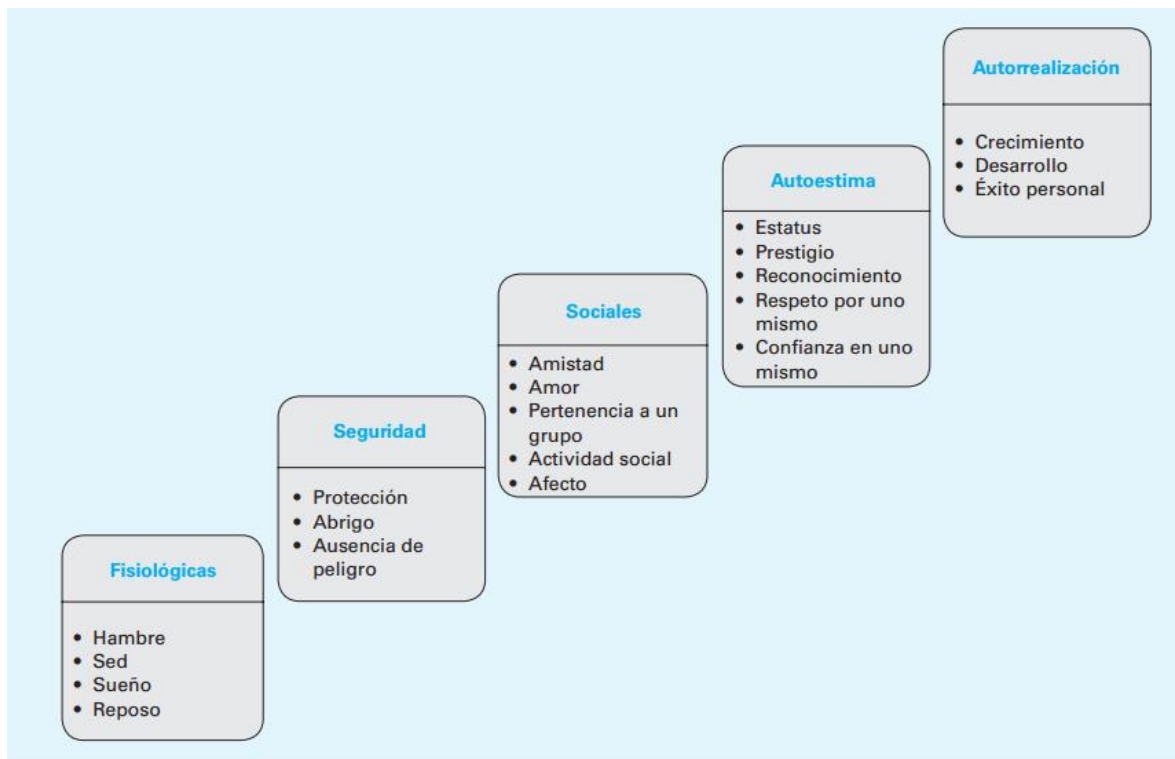 Autorrealización
• Crecimiento
• Desarrollo
• Éxito personal
Autoestima
• Estatus
• Prestigio
• Reconocimiento
• Respeto por uno
mismo
• Confianza en uno
mismo
Sociales
• Amistad
• Amor
• Pertenencia a un
grupo
• Actividad social
• Afecto
Seguridad
• Protección
• Abrigo
• Ausencia de
peligro
Fisiológicas
• Hambre
• Sed
• Sueño
• Reposo